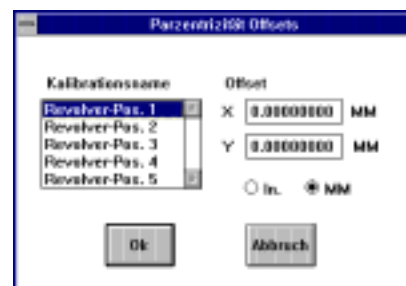 Parzentrizität Offsets
Kalibrationsname
Offset
Revolver-Pos. 1
Revolver-Pos. 2
Revolver-Pos. 3
Revolver-Pos. 4
Revolver-Pos. 5
X 0.00000000 MM
Y 0.00000000 MM
In. MM
Ok
Abbruch